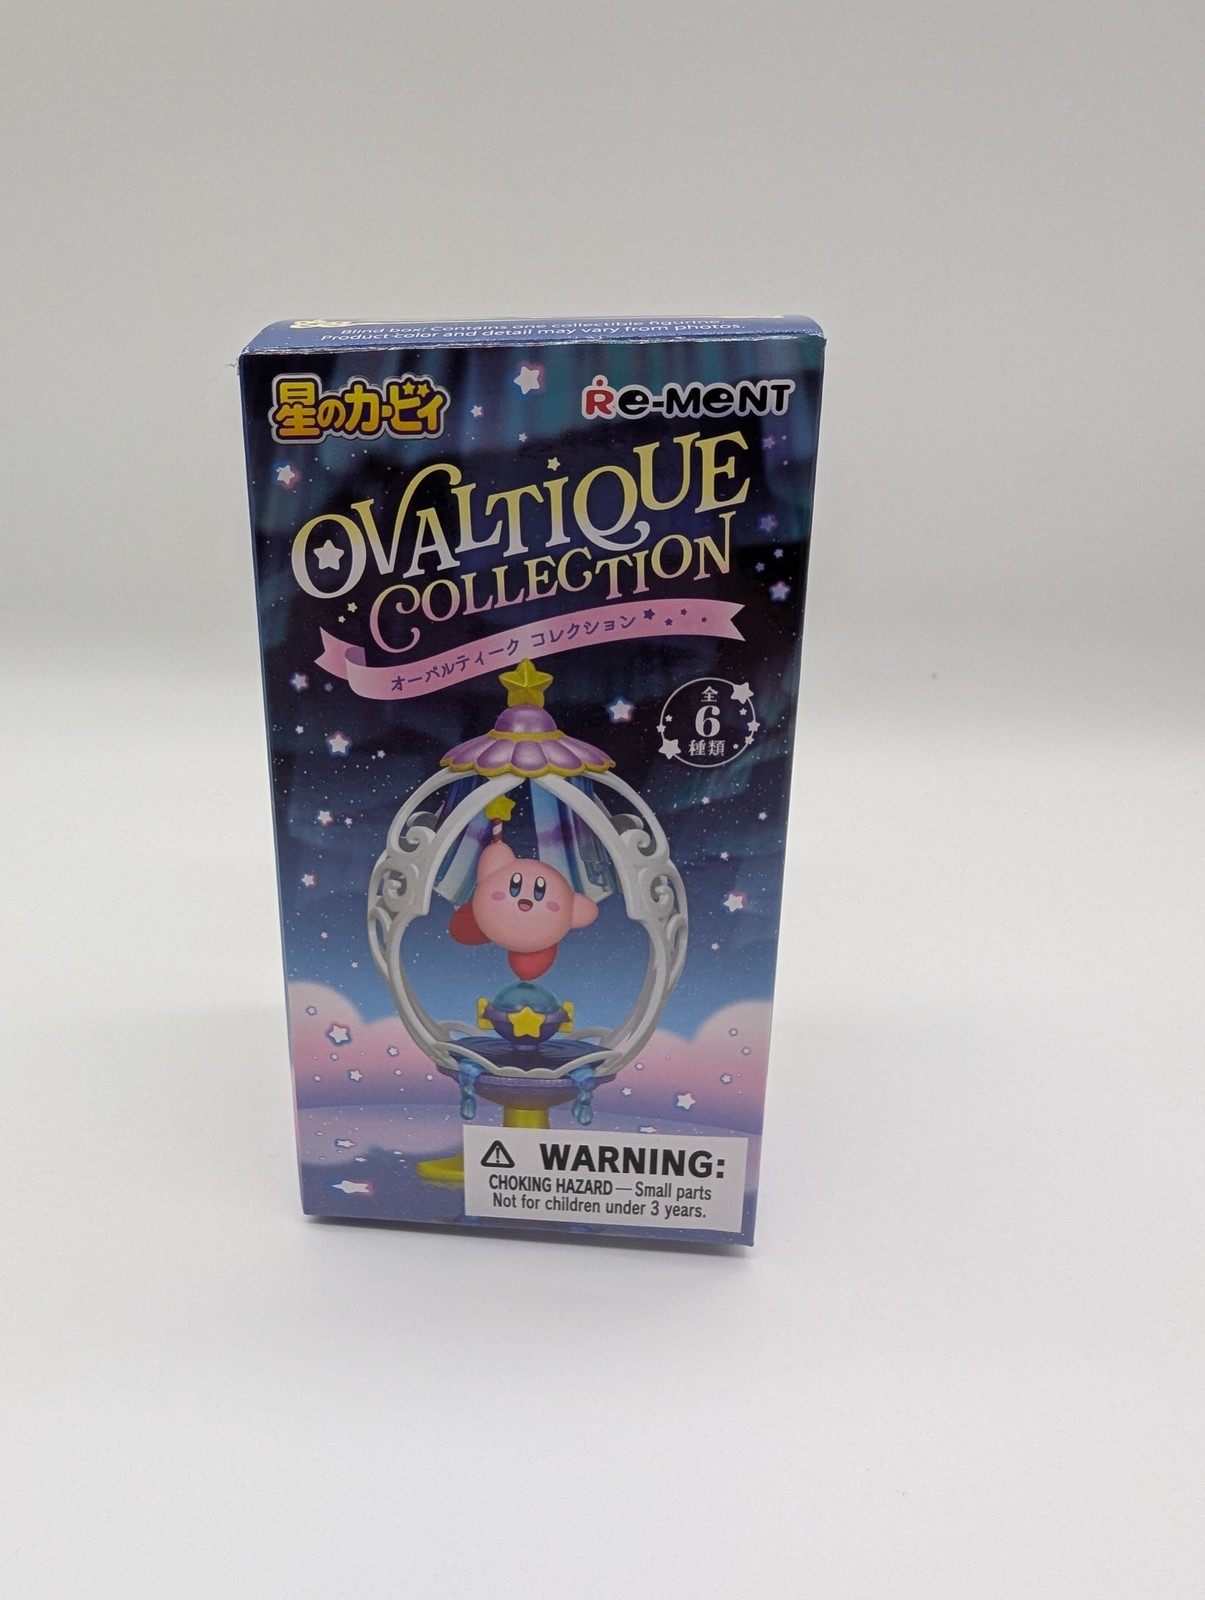 Blind box! Contains one collectible figurine.
Product color and detail may vary from photos.
星のカービィ
Re-MeNT
OVALTIQUE
COLLECTION
オーバルティーク コレクション
全
6
種類
WARNING:
CHOKING HAZARD — Small parts
Not for children under 3 years.